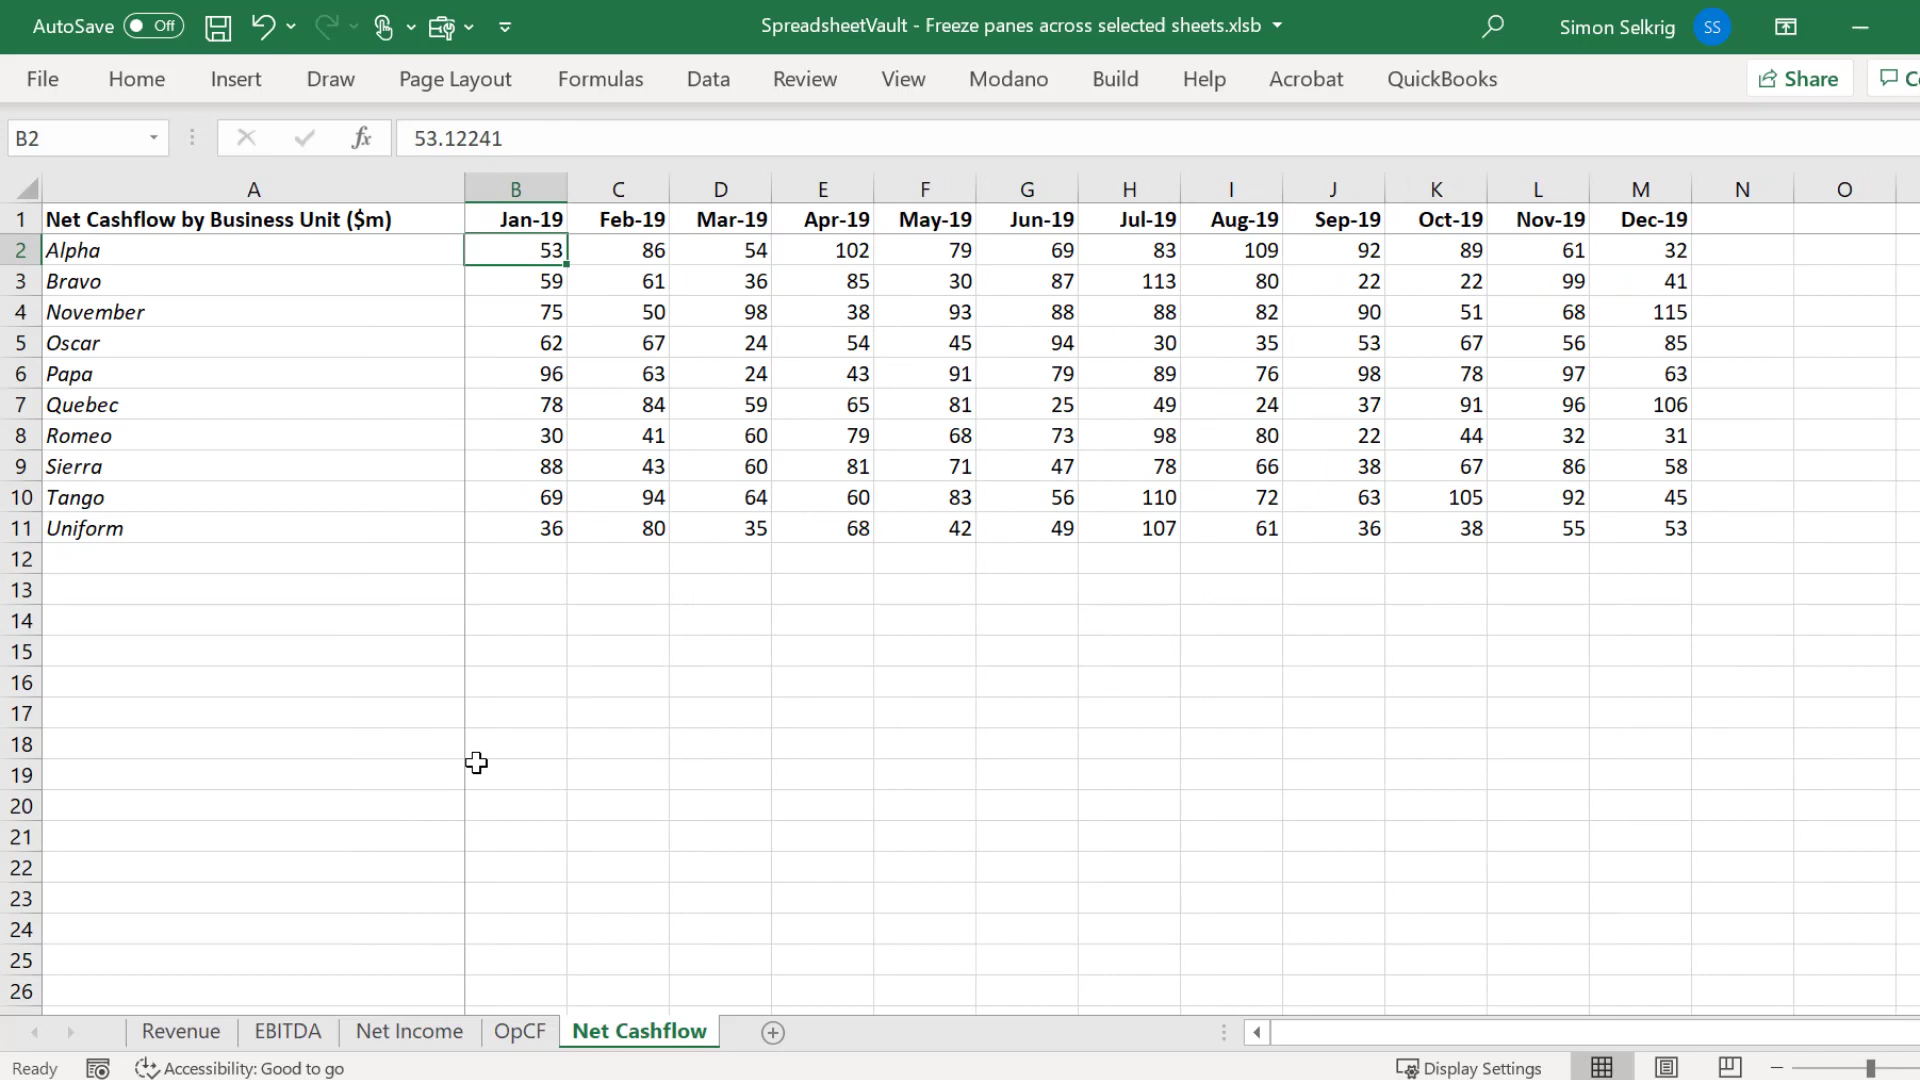 AutoSave Off SpreadsheetVault - Freeze panes across selected sheets.xlsb Simon Selkrig SS
File Home Insert Draw Page Layout Formulas Data Review View Modano Build Help Acrobat QuickBooks Share
B2 fx 53.12241
A B C D E F G H I J K L M N O
1 Net Cashflow by Business Unit ($m) Jan-19 Feb-19 Mar-19 Apr-19 May-19 Jun-19 Jul-19 Aug-19 Sep-19 Oct-19 Nov-19 Dec-19
2 Alpha 53 86 54 102 79 69 83 109 92 89 61 32
3 Bravo 59 61 36 85 30 87 113 80 22 22 99 41
4 November 75 50 98 38 93 88 88 82 90 51 68 115
5 Oscar 62 67 24 54 45 94 30 35 53 67 56 85
6 Papa 96 63 24 43 91 79 89 76 98 78 97 63
7 Quebec 78 84 59 65 81 25 49 24 37 91 96 106
8 Romeo 30 41 60 79 68 73 98 80 22 44 32 31
9 Sierra 88 43 60 81 71 47 78 66 38 67 86 58
10 Tango 69 94 64 60 83 56 110 72 63 105 92 45
11 Uniform 36 80 35 68 42 49 107 61 36 38 55 53
12
13
14
15
16
17
18
19
20
21
22
23
24
25
26
Revenue EBITDA Net Income OpCF Net Cashflow
Ready Accessibility: Good to go Display Settings